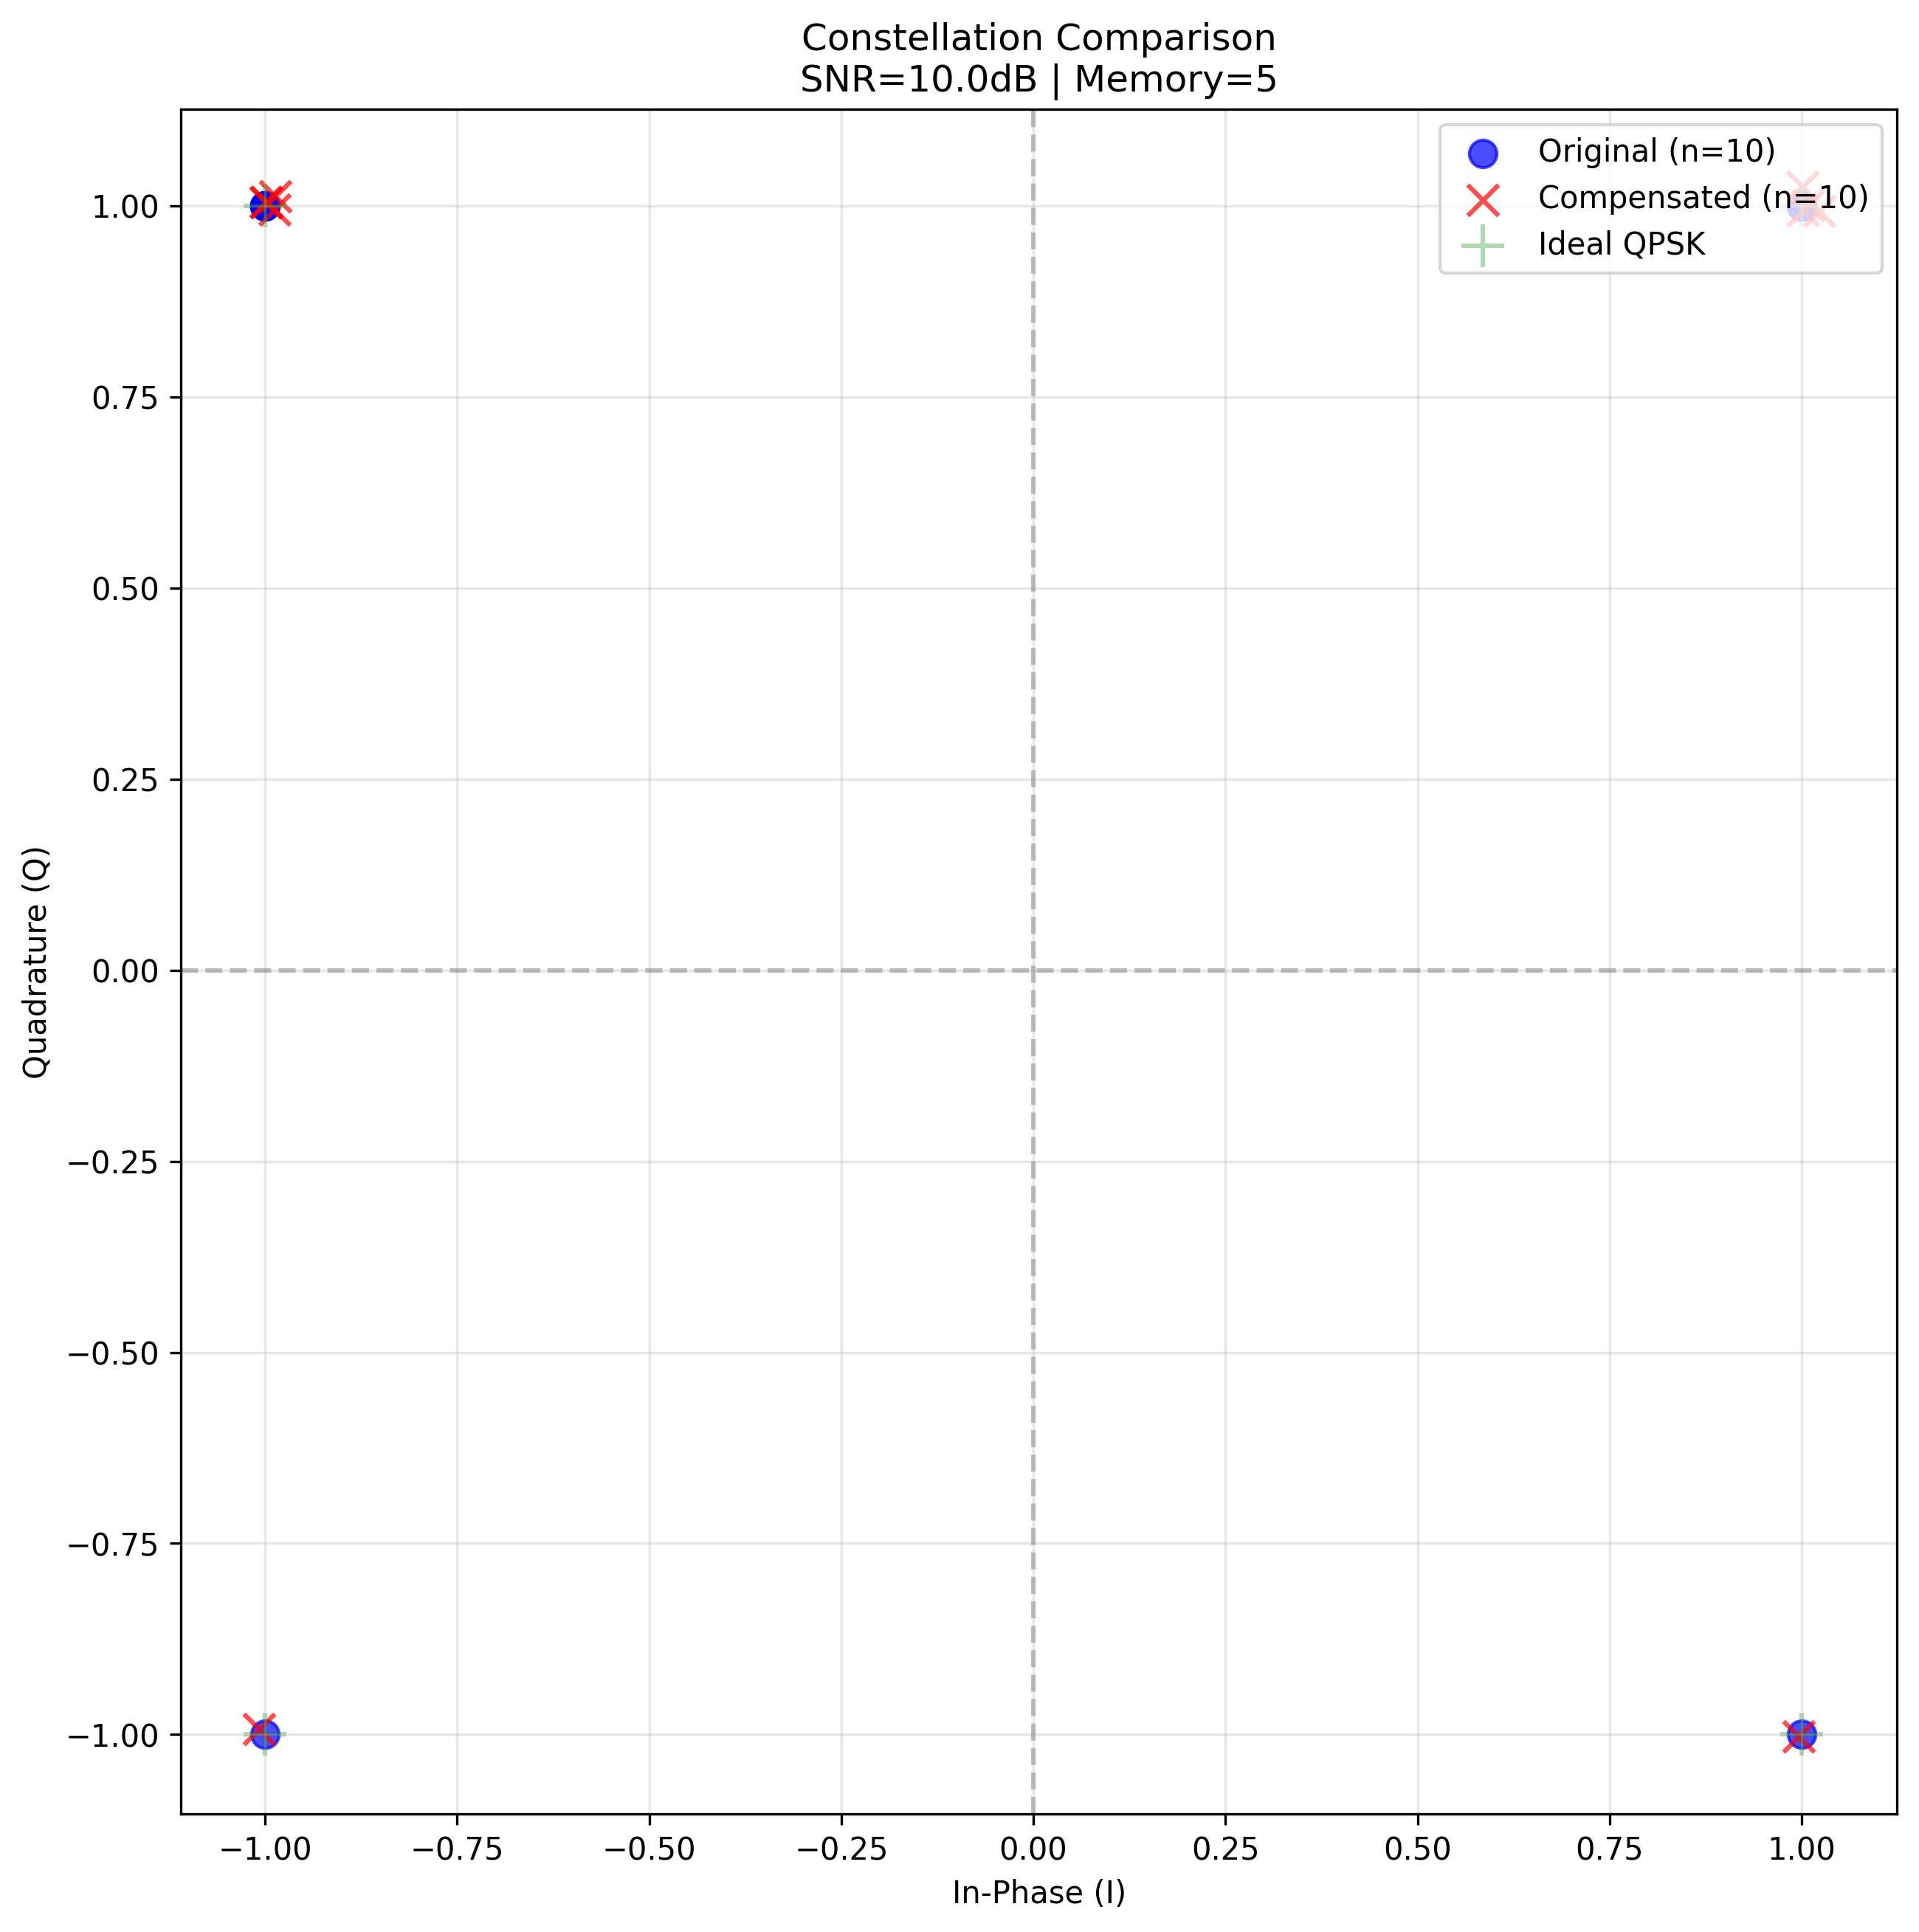 Constellation Comparison
SNR=10.0dB | Memory=5
Original (n=10)
Compensated (n=10)
Ideal QPSK
1.00
0.75
0.50
0.25
0.00
−0.25
−0.50
−0.75
−1.00
Quadrature (Q)
−1.00 −0.75 −0.50 −0.25 0.00 0.25 0.50 0.75 1.00
In-Phase (I)